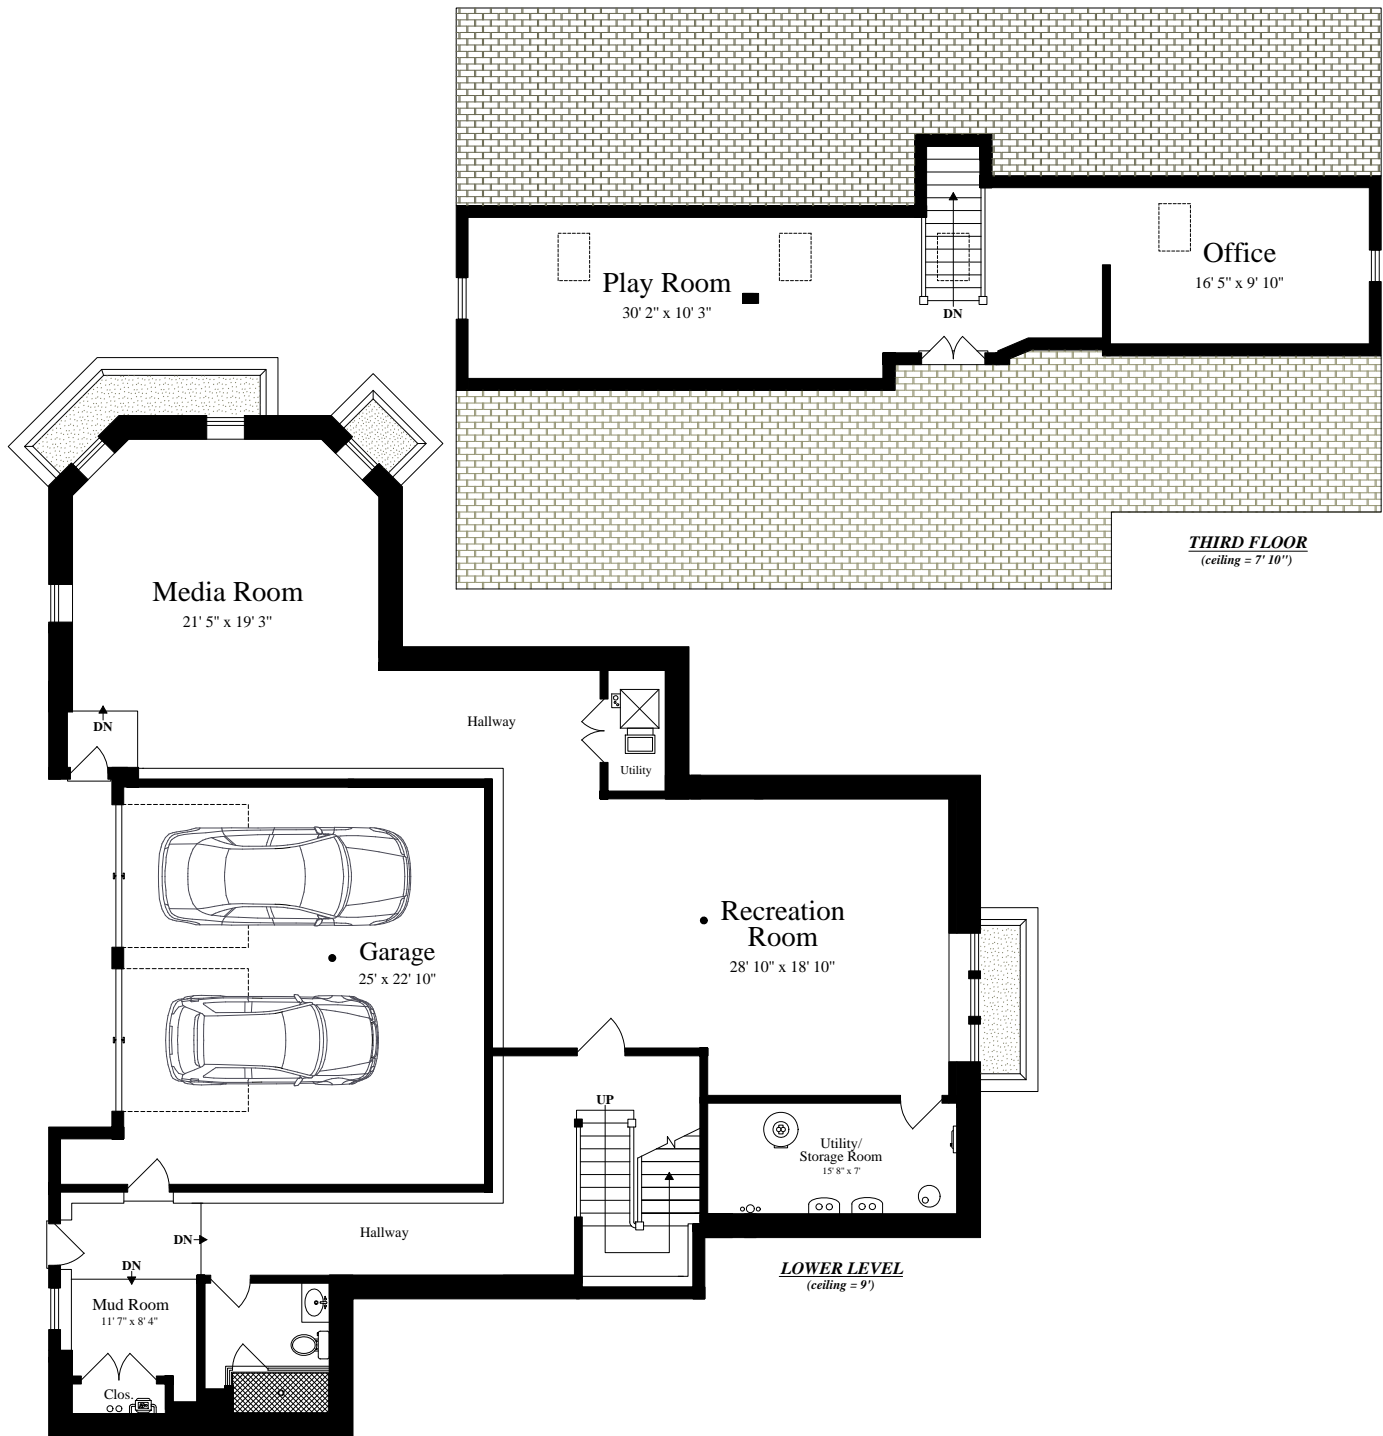 Play Room
30' 2" x 10' 3"
DN
Office
16' 5" x 9' 10"
THIRD FLOOR
(ceiling = 7' 10")
Media Room
21' 5" x 19' 3"
DN
Hallway
Utility
Garage
25' x 22' 10"
Recreation
Room
28' 10" x 18' 10"
UP
Utility/
Storage Room
15' 8" x 7'
Hallway
DN
DN
Mud Room
11' 7" x 8' 4"
Clos.
LOWER LEVEL
(ceiling = 9')